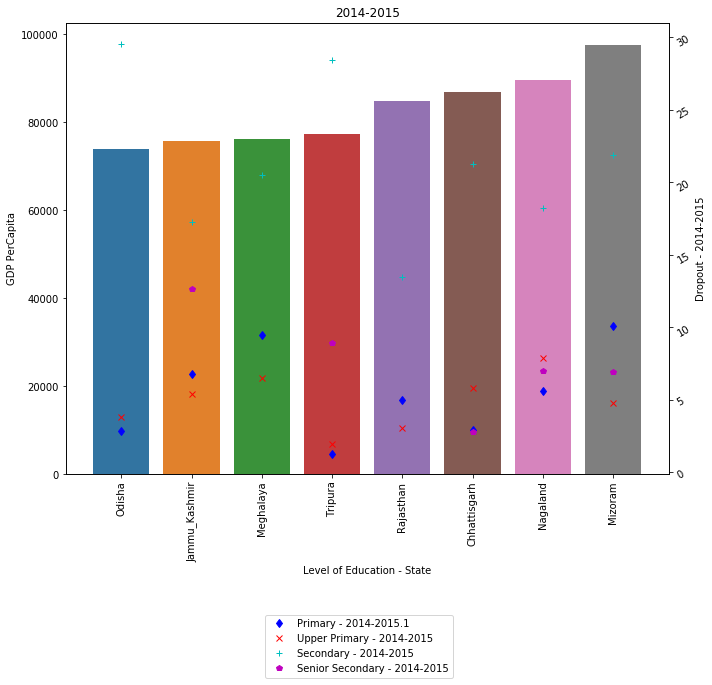 2014-2015
100000
80000
60000
40000
20000
0
GDP PerCapita
30
25
20
15
10
5
0
Dropout - 2014-2015
Odisha
Jammu_Kashmir
Meghalaya
Tripura
Rajasthan
Chhattisgarh
Nagaland
Mizoram
Level of Education - State
Primary - 2014-2015.1
Upper Primary - 2014-2015
Secondary - 2014-2015
Senior Secondary - 2014-2015